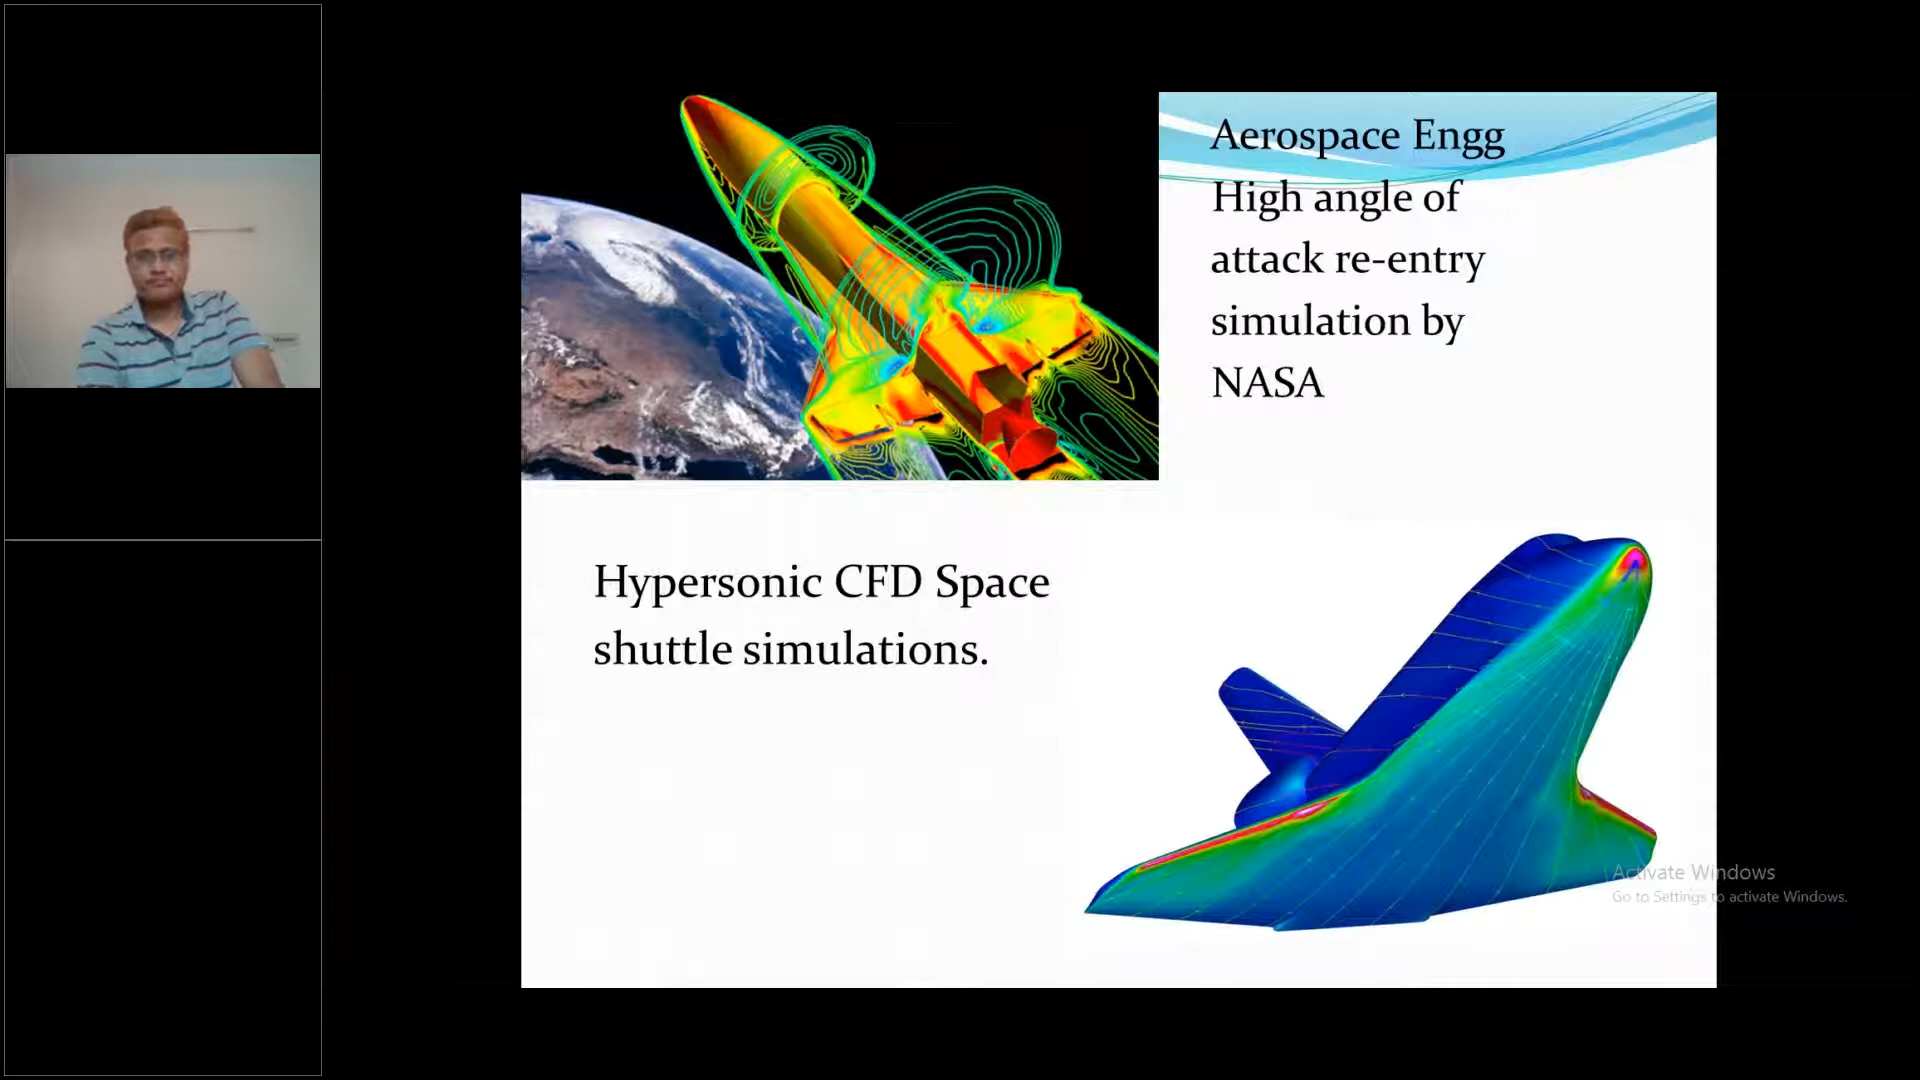 Aerospace Engg
High angle of
attack re-entry
simulation by
NASA
Hypersonic CFD Space
shuttle simulations.
Activate Windows
Go to Settings to activate Windows.